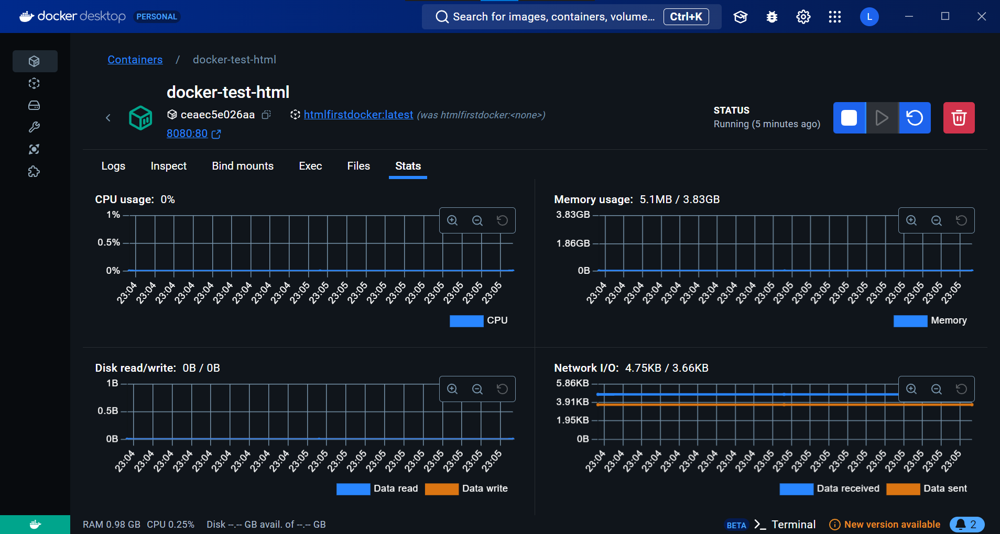 docker desktop PERSONAL
Search for images, containers, volume... Ctrl+K
L
Containers / docker-test-html
docker-test-html
ceaec5e026aa htmlfirstdocker:latest (was htmlfirstdocker:<none>)
8080:80
STATUS
Running (5 minutes ago)
Logs Inspect Bind mounts Exec Files Stats
CPU usage: 0%
1%
0.5%
0%
23:04 23:04 23:04 23:04 23:04 23:04 23:04 23:04 23:04 23:05 23:05 23:05 23:05 23:05 23:05 23:05 23:05 23:05 23:05 23:05
CPU
Memory usage: 5.1MB / 3.83GB
3.83GB
1.86GB
0B
23:04 23:04 23:04 23:04 23:04 23:04 23:04 23:04 23:04 23:05 23:05 23:05 23:05 23:05 23:05 23:05 23:05 23:05 23:05 23:05
Memory
Disk read/write: 0B / 0B
1B
0.5B
0B
23:04 23:04 23:04 23:04 23:04 23:04 23:04 23:04 23:04 23:05 23:05 23:05 23:05 23:05 23:05 23:05 23:05 23:05 23:05 23:05
Data read Data write
Network I/O: 4.75KB / 3.66KB
5.86KB
3.91KB
1.95KB
0B
23:04 23:04 23:04 23:04 23:04 23:04 23:04 23:04 23:04 23:05 23:05 23:05 23:05 23:05 23:05 23:05 23:05 23:05 23:05 23:05
Data received Data sent
RAM 0.98 GB CPU 0.25% Disk --.-- GB avail. of --.-- GB
BETA >_ Terminal New version available 2